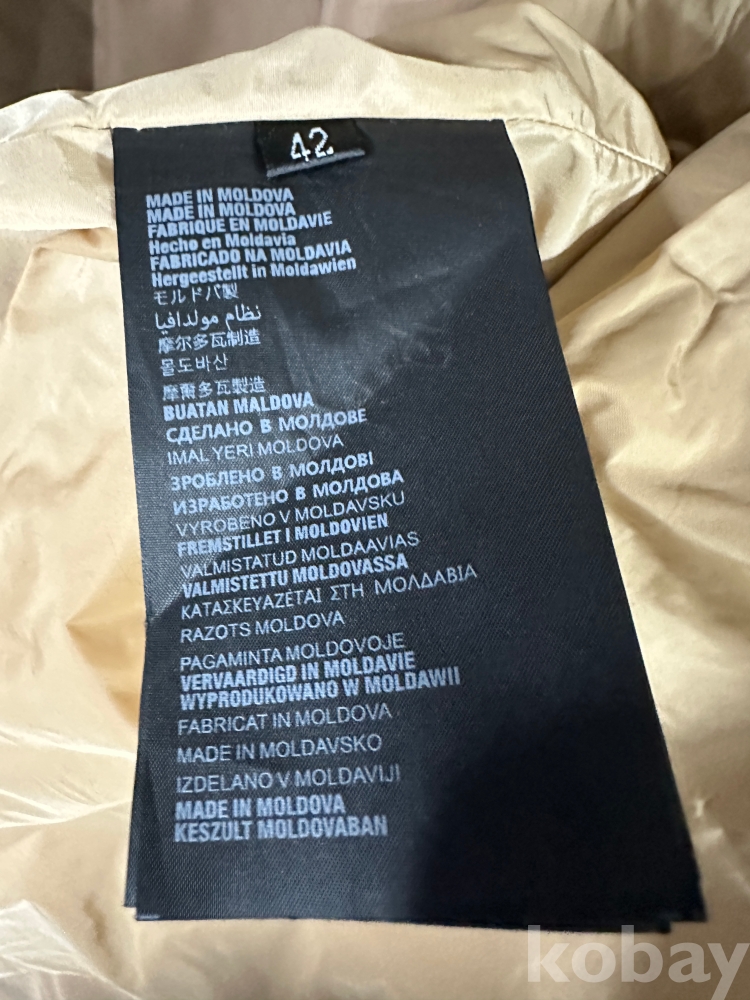 42
MADE IN MOLDOVA
MADE IN MOLDOVA
FABRIQUE EN MOLDAVIE
Hecho en Moldavia
FABRICADO NA MOLDAVIA
Hergeestellt in Moldawien
モルドバ製
نظام مولدافيا
摩尔多瓦制造
몰도바산
摩爾多瓦製造
BUATAN MALDOVA
СДЕЛАНО В МОЛДОВЕ
IMAL YERI MOLDOVA
ЗРОБЛЕНО В МОЛДОВІ
ИЗРАБОТЕНО В МОЛДОВА
VYROBENO V MOLDAVSKU
FREMSTILLET I MOLDOVIEN
VALMISTATUD MOLDAAVIAS
VALMISTETTU MOLDOVASSA
ΚΑΤΑΣΚΕΥΑΖΕΤΑΙ ΣΤΗ ΜΟΛΔΑΒΙΑ
RAZOTS MOLDOVA
PAGAMINTA MOLDOVOJE
VERVAARDIGD IN MOLDAVIE
WYPRODUKOWANO W MOLDAWII
FABRICAT IN MOLDOVA
MADE IN MOLDAVSKO
IZDELANO V MOLDAVIJI
MADE IN MOLDOVA
KESZULT MOLDOVABAN
kobay